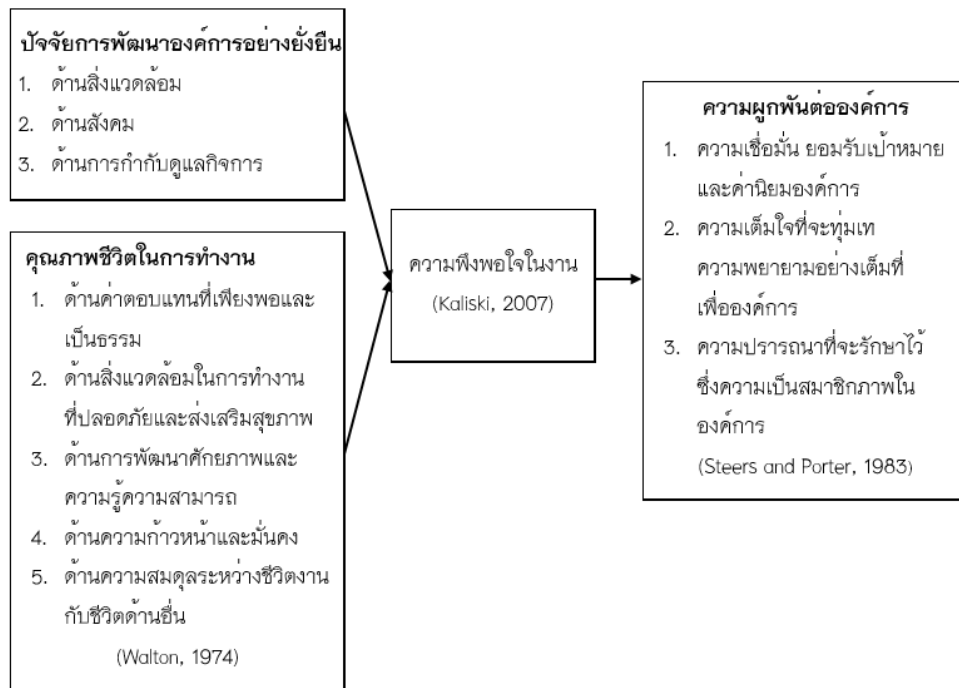 ปัจจัยการพัฒนาองค์การอย่างยั่งยืน
1. ด้านสิ่งแวดล้อม
2. ด้านสังคม
3. ด้านการกำกับดูแลกิจการ
คุณภาพชีวิตในการทำงาน
1. ด้านค่าตอบแทนที่เพียงพอและ
เป็นธรรม
2. ด้านสิ่งแวดล้อมในการทำงาน
ที่ปลอดภัยและส่งเสริมสุขภาพ
3. ด้านการพัฒนาศักยภาพและ
ความรู้ความสามารถ
4. ด้านความก้าวหน้าและมั่นคง
5. ด้านความสมดุลระหว่างชีวิตงาน
กับชีวิตด้านอื่น
(Walton, 1974)
ความพึงพอใจในงาน
(Kaliski, 2007)
ความผูกพันต่อองค์การ
1. ความเชื่อมั่น ยอมรับเป้าหมาย
และค่านิยมองค์การ
2. ความเต็มใจที่จะทุ่มเท
ความพยายามอย่างเต็มที่
เพื่อองค์การ
3. ความปรารถนาที่จะรักษาไว้
ซึ่งความเป็นสมาชิกภาพใน
องค์การ
(Steers and Porter, 1983)